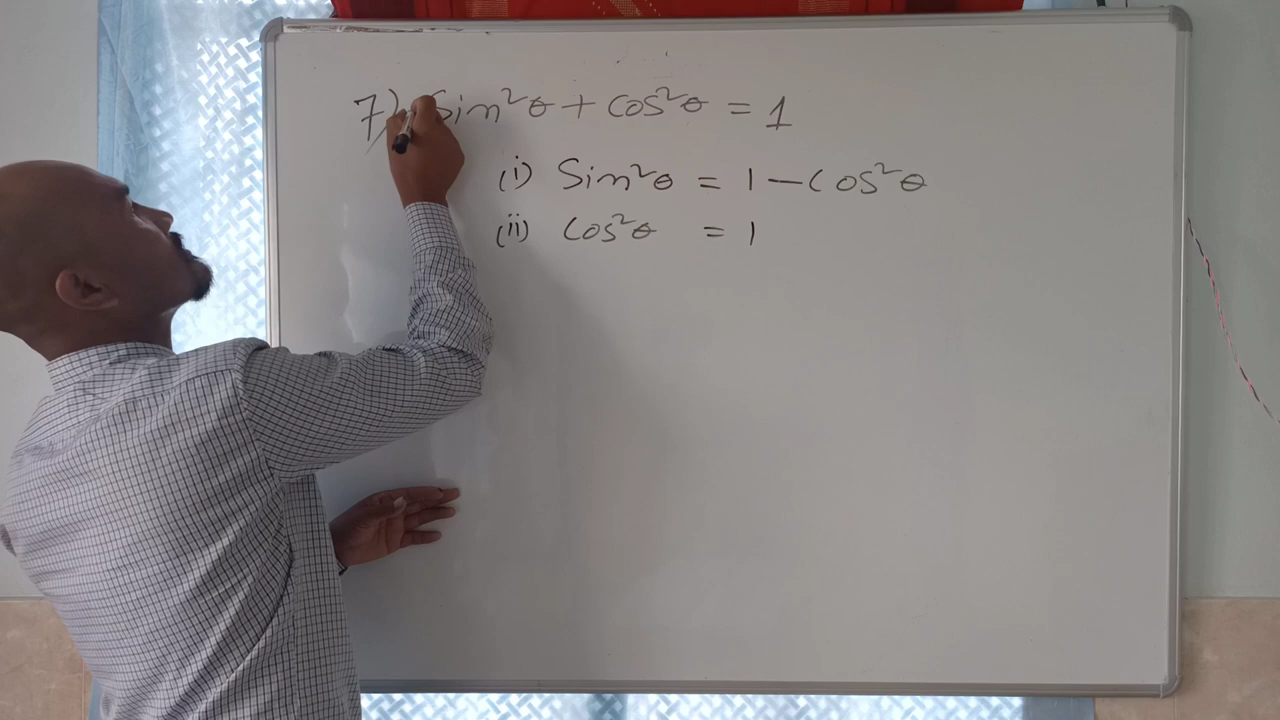 7) Sin²θ + Cos²θ = 1
(i) Sin²θ = 1 – Cos²θ
(ii) Cos²θ = 1